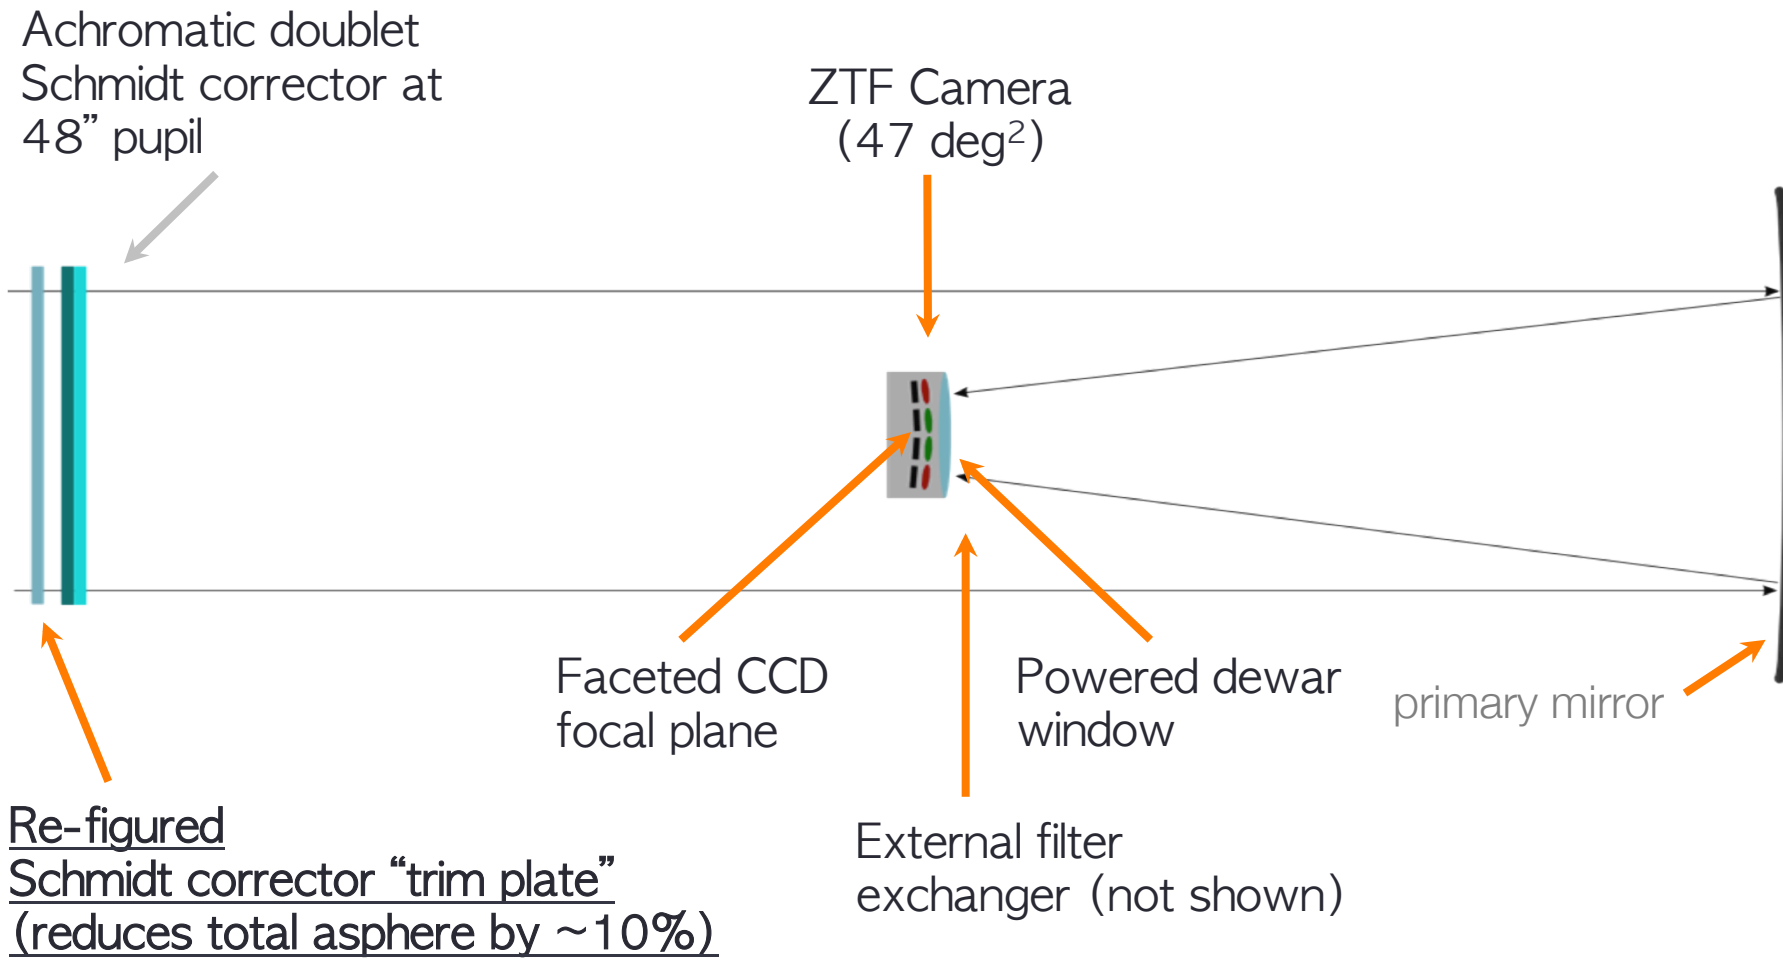 Achromatic doublet
Schmidt corrector at
48” pupil
ZTF Camera
(47 deg²)
Faceted CCD
focal plane
Powered dewar
window
primary mirror
Re-figured
Schmidt corrector “trim plate”
(reduces total asphere by ~10%)
External filter
exchanger (not shown)